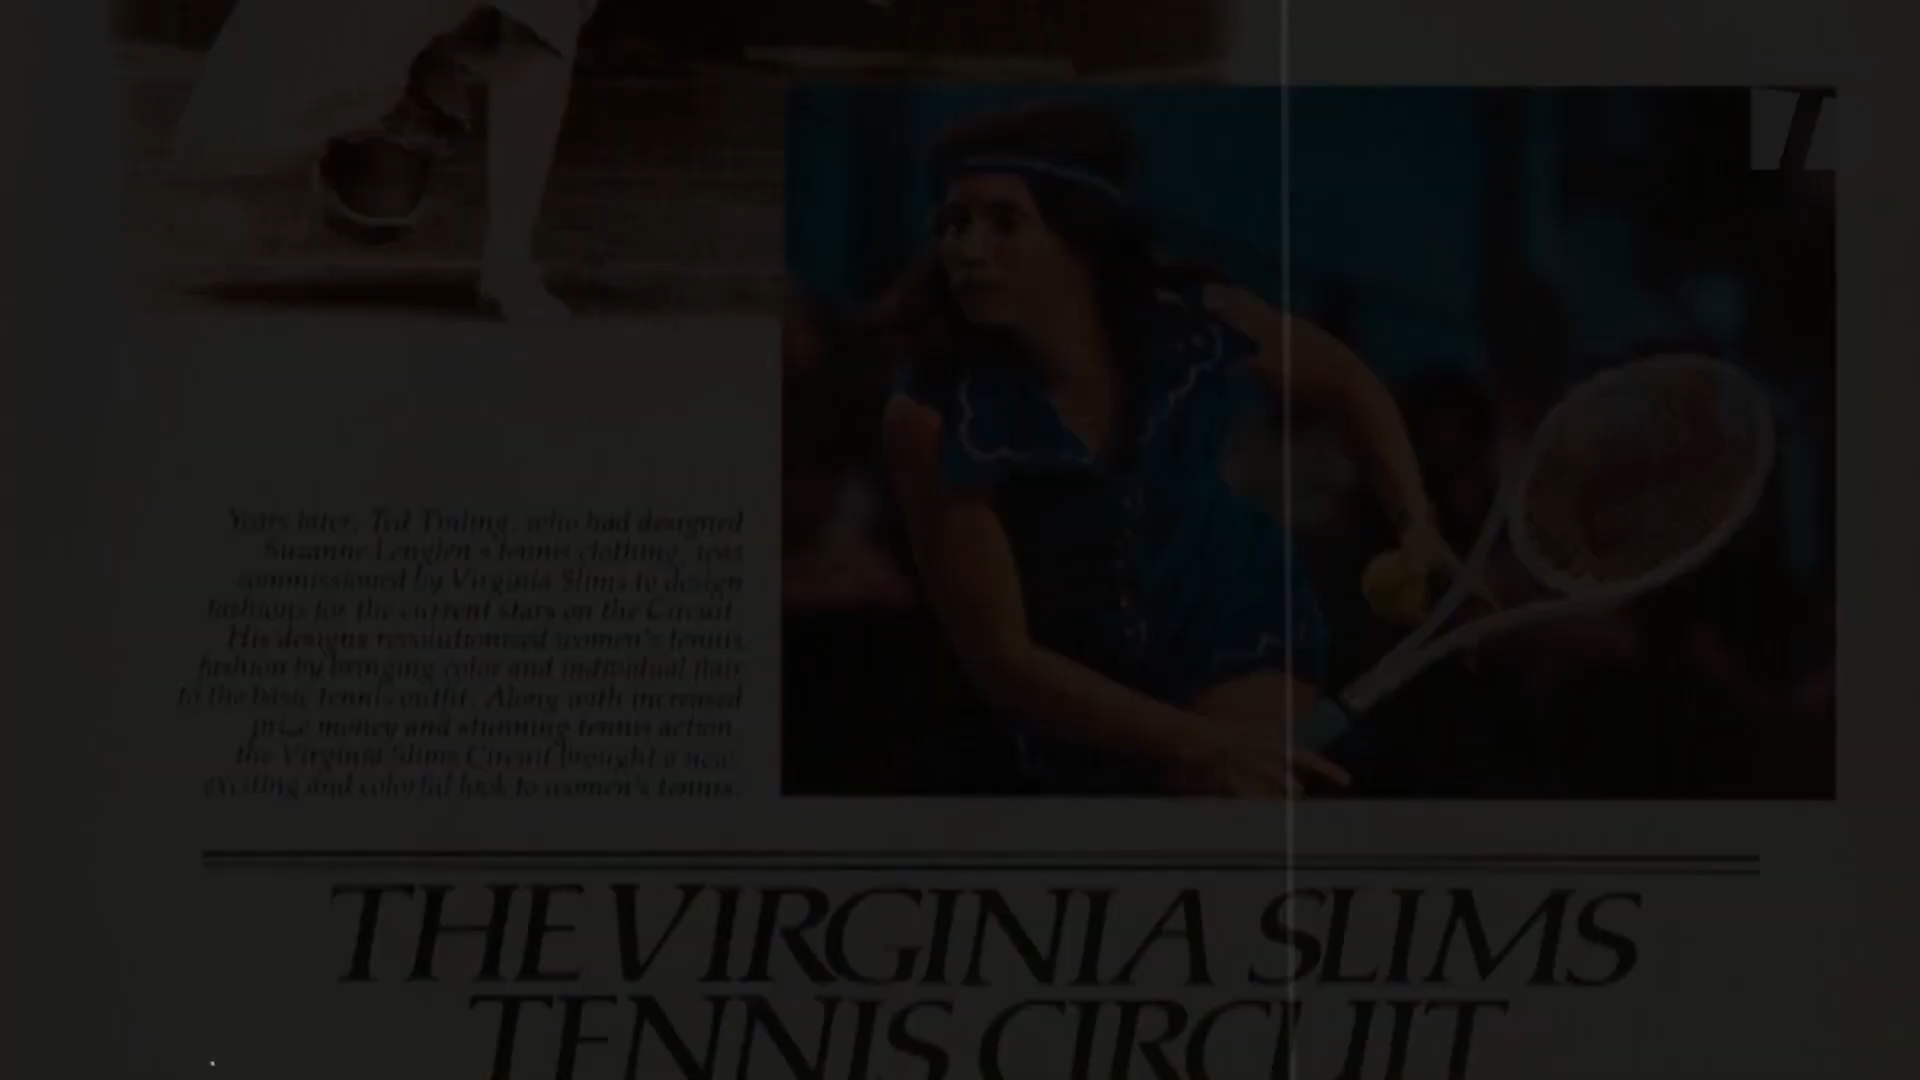 Years later, Ted Tinling, who had designed
Suzanne Lenglen's tennis clothing, was
commissioned by Virginia Slims to design
fashions for the current stars on the Circuit.
His designs revolutionized women's tennis
fashion by bringing color and individual flair
to the basic tennis outfit. Along with increased
prize money and stunning tennis action,
the Virginia Slims Circuit brought a new,
exciting and colorful look to women's tennis.
THE VIRGINIA SLIMS
TENNIS CIRCUIT